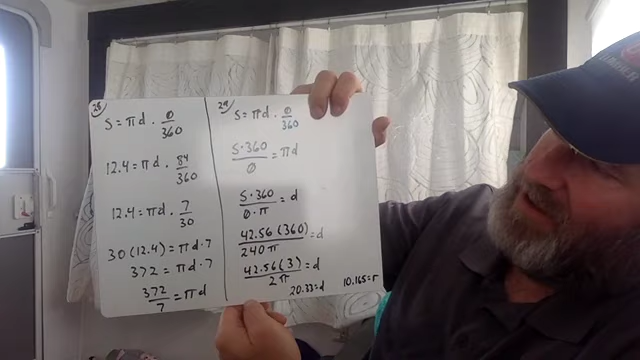 28
S = πd · θ/360
12.4 = πd · 84/360
12.4 = πd · 7/30
30(12.4) = πd · 7
372 = πd · 7
372/7 = πd
29
S = πd · θ/360
S·360/θ = πd
S·360/θ·π = d
42.56(360)/240π = d
42.56(3)/2π = d
20.33 = d
10.165 = r